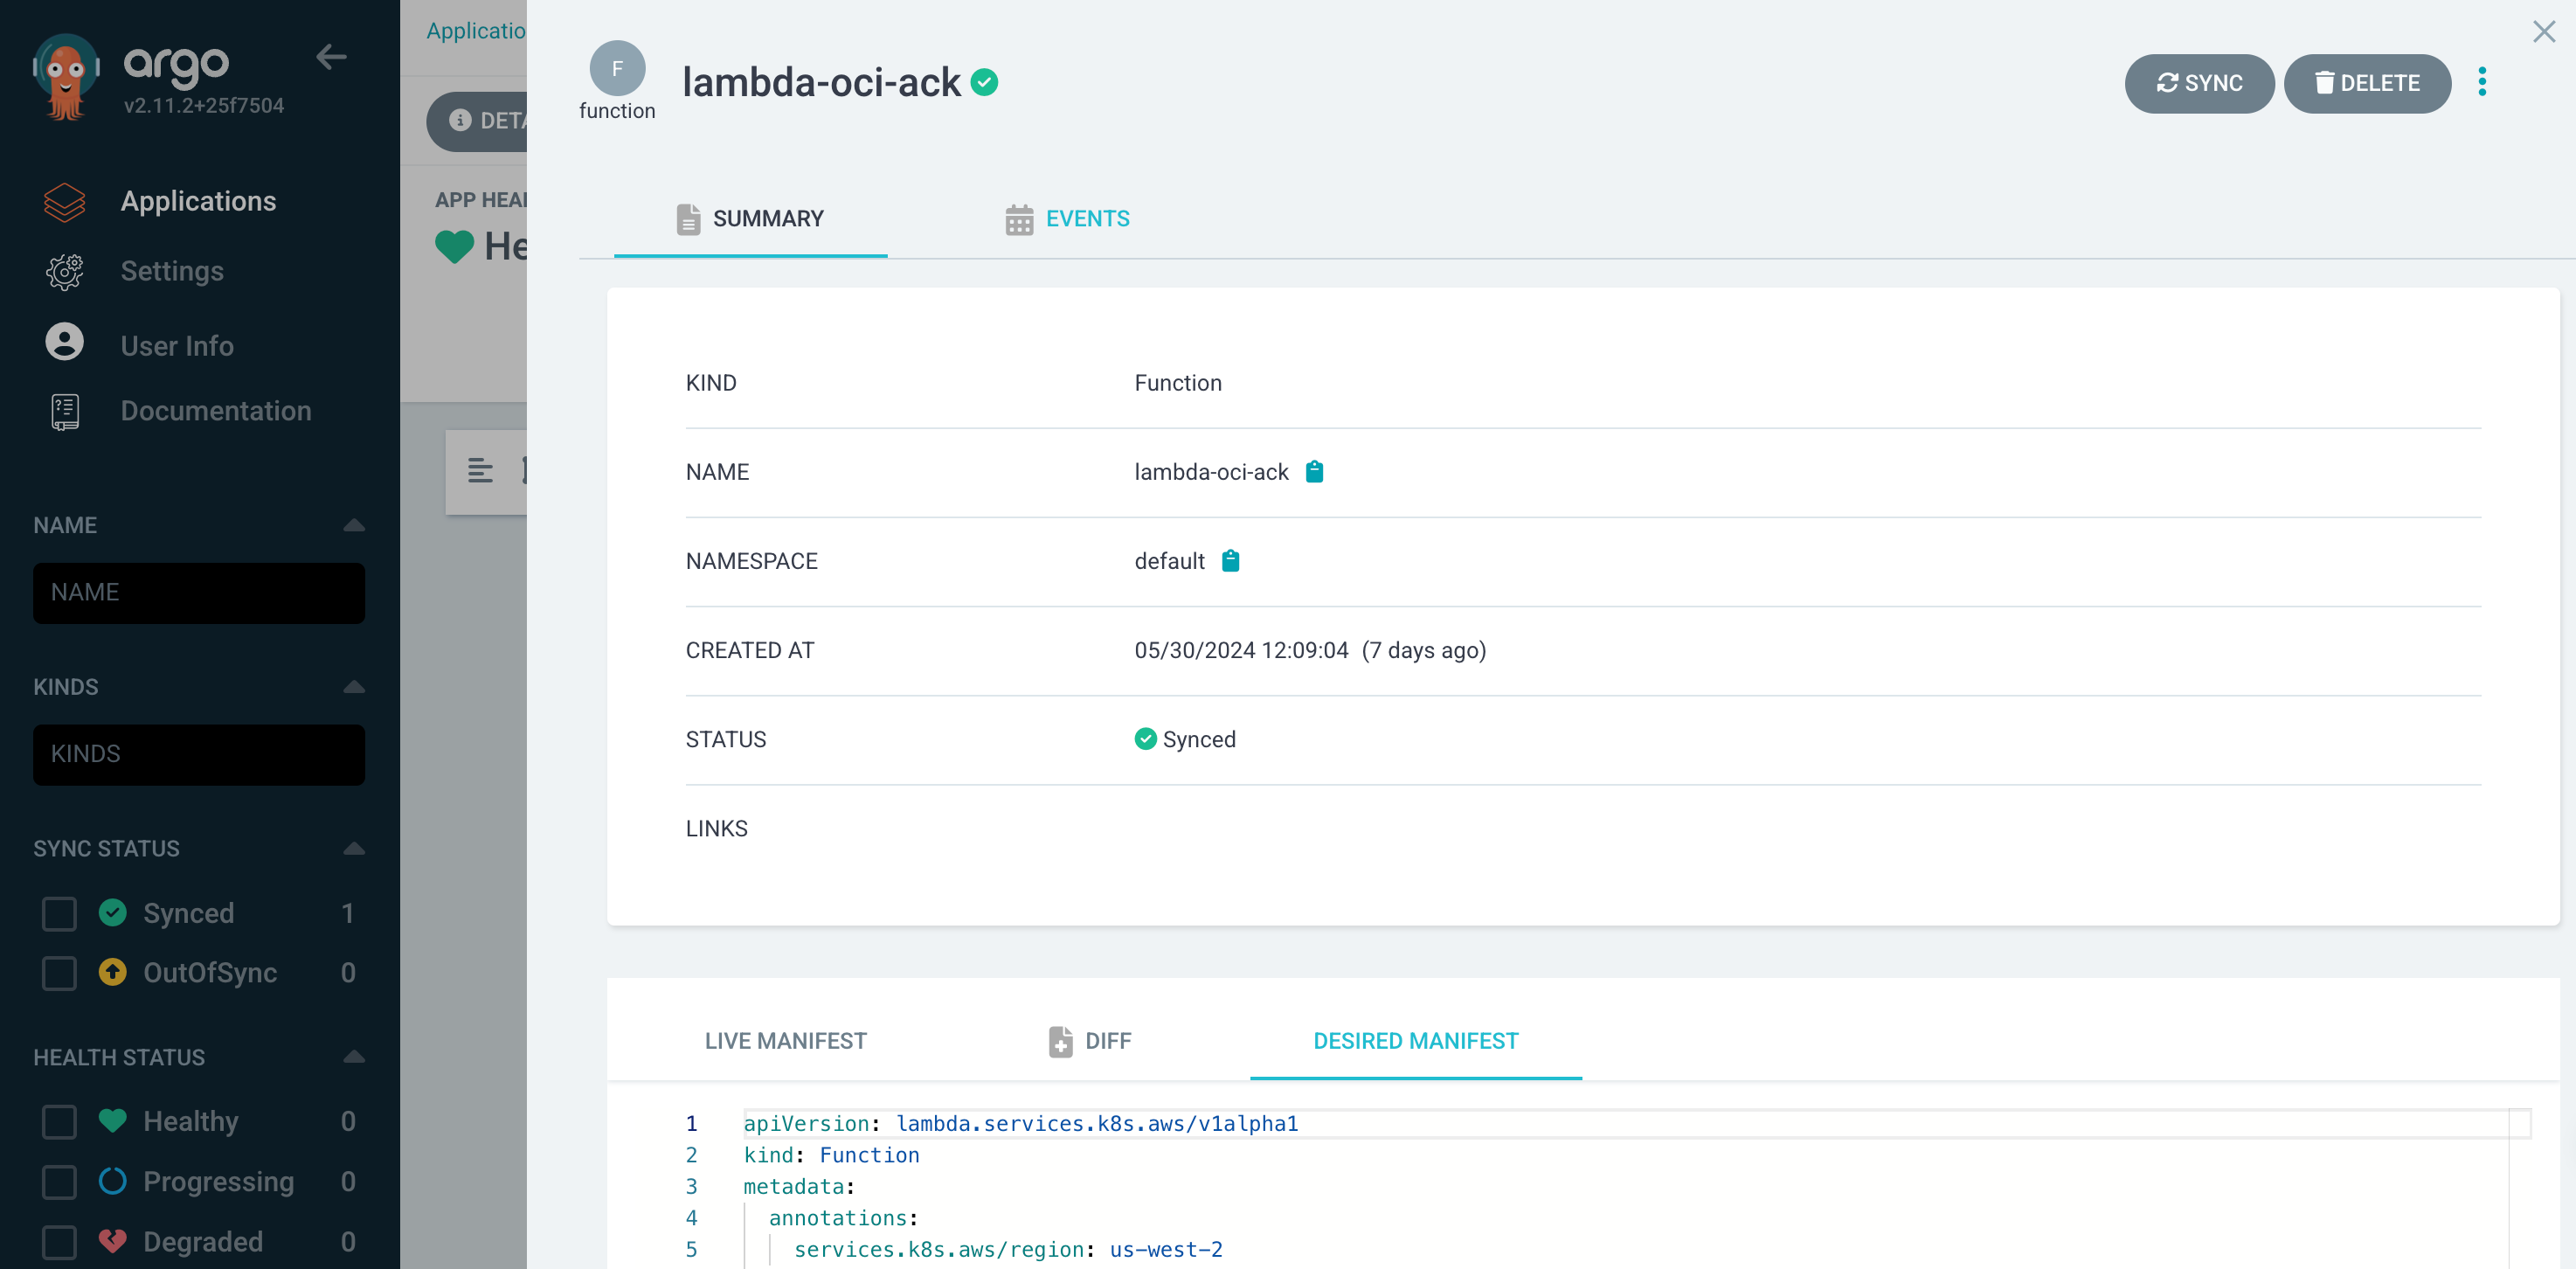 argo
v2.11.2+25f7504
Applications
Settings
User Info
Documentation
NAME
NAME
KINDS
KINDS
SYNC STATUS
Synced 1
OutOfSync 0
HEALTH STATUS
Healthy 0
Progressing 0
Degraded 0
Applicatio
DETA
APP HEAL
He
F
function
lambda-oci-ack
SYNC
DELETE
SUMMARY
EVENTS
KIND Function
NAME lambda-oci-ack
NAMESPACE default
CREATED AT 05/30/2024 12:09:04 (7 days ago)
STATUS Synced
LINKS
LIVE MANIFEST
DIFF
DESIRED MANIFEST
1 apiVersion: lambda.services.k8s.aws/v1alpha1
2 kind: Function
3 metadata:
4 annotations:
5 services.k8s.aws/region: us-west-2